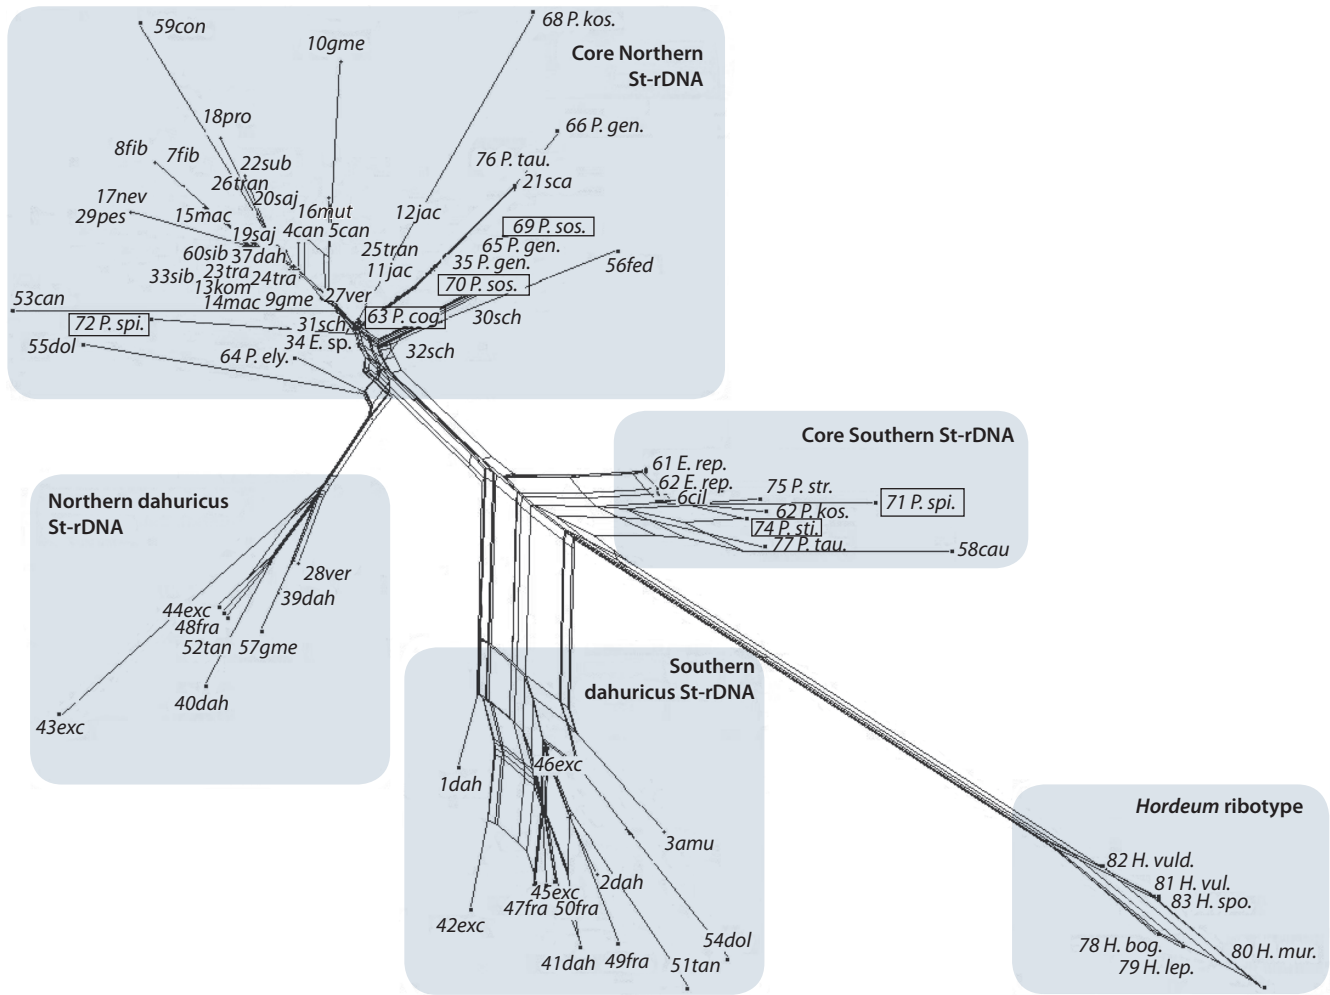 59con
68 P. kos.
10gme
Core Northern
St-rDNA
18pro
66 P. gen.
8fib
7fib
22sub
76 P. tau.
26tran
21sca
17nev
20saj
29pes
15mac
16mut
12jac
69 P. sos.
19saj
4can
5can
65 P. gen.
60sib
37dah
25tran
35 P. gen.
56fed
33sib
23tra
24tra
11jac
70 P. sos.
13kom
53can
14mac
9gme
27ver
72 P. spi.
31sch
63 P. cog.
30sch
55dol
34 E. sp.
64 P. ely.
32sch
Core Southern St-rDNA
61 E. rep.
62 E. rep.
75 P. str.
6cil
71 P. spi.
62 P. kos.
74 P. sti.
77 P. tau.
58cau
Northern dahuricus
St-rDNA
28ver
39dah
44exc
48fra
52tan
57gme
40dah
43exc
Southern
dahuricus St-rDNA
1dah
46exc
3amu
2dah
45exc
47fra
50fra
42exc
54dol
41dah
49fra
51tan
Hordeum ribotype
82 H. vuld.
81 H. vul.
83 H. spo.
78 H. bog.
80 H. mur.
79 H. lep.